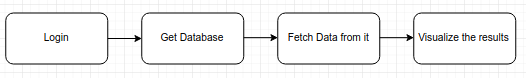 Login
Get Database
Fetch Data from it
Visualize the results